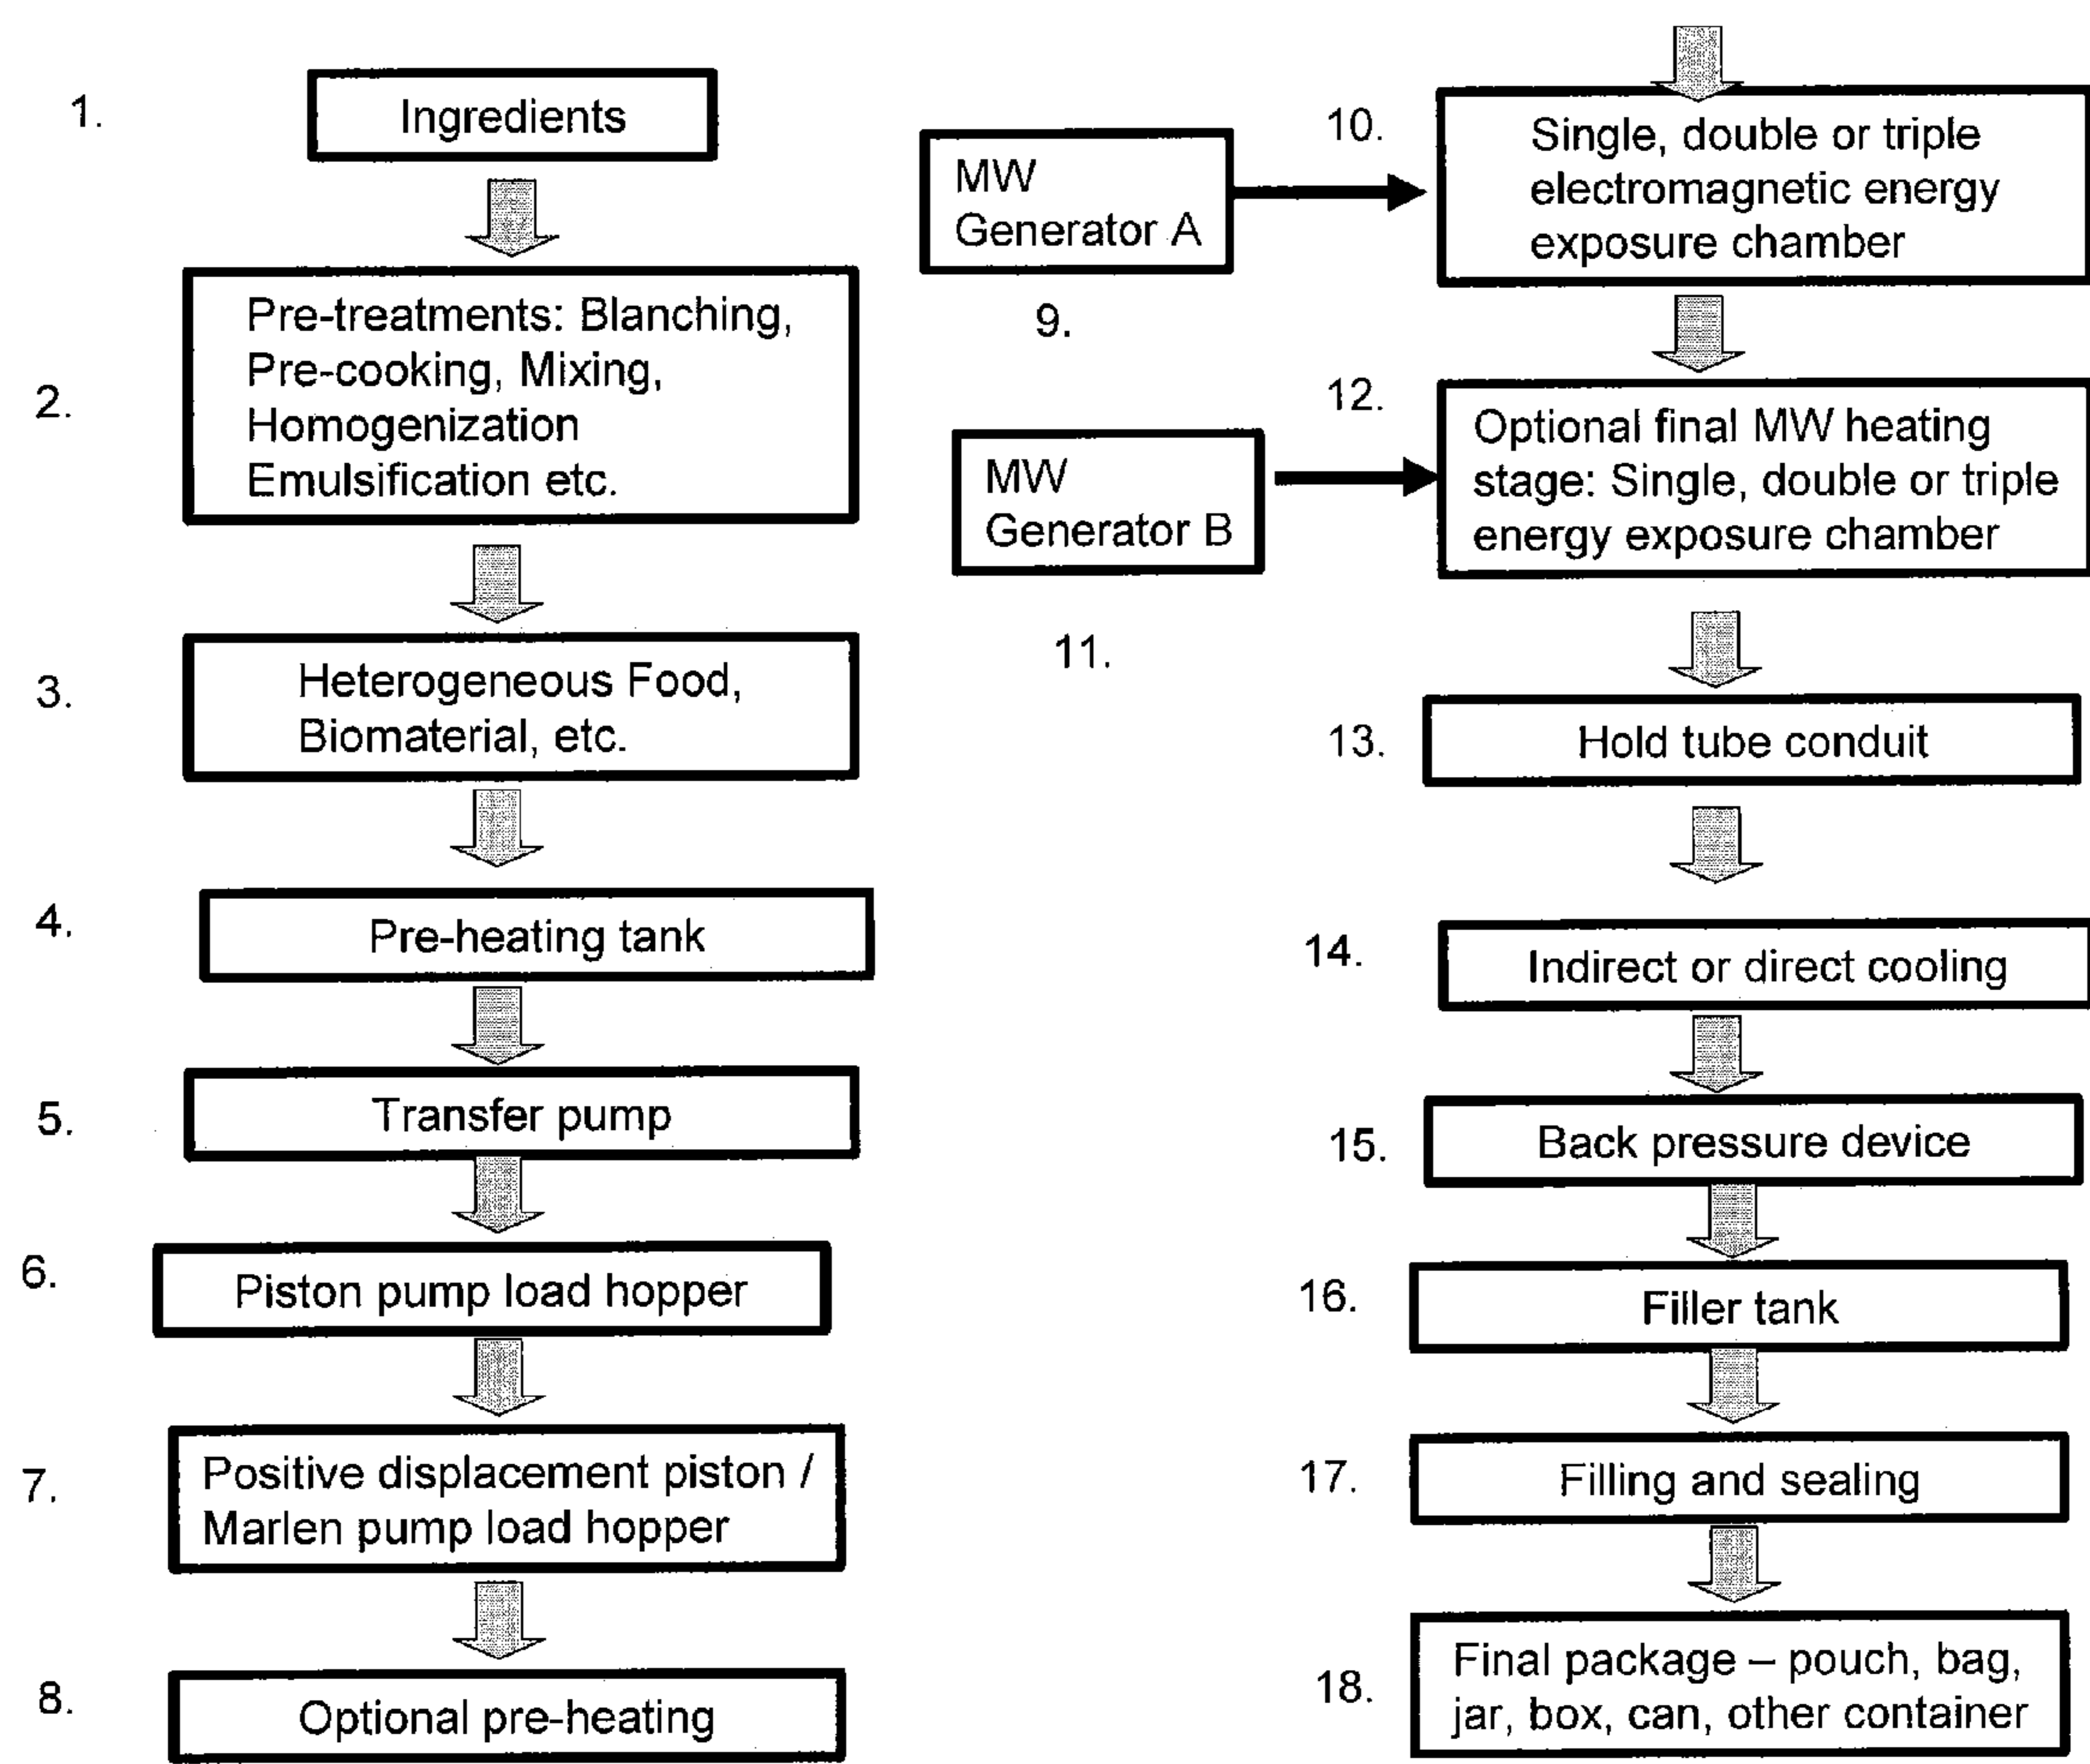 1.
Ingredients
2.
Pre-treatments: Blanching,
Pre-cooking, Mixing,
Homogenization
Emulsification etc.
3.
Heterogeneous Food,
Biomaterial, etc.
4.
Pre-heating tank
5.
Transfer pump
6.
Piston pump load hopper
7.
Positive displacement piston /
Marlen pump load hopper
8.
Optional pre-heating
MW
Generator A
9.
10.
Single, double or triple
electromagnetic energy
exposure chamber
MW
Generator B
11.
12.
Optional final MW heating
stage: Single, double or triple
energy exposure chamber
13.
Hold tube conduit
14.
Indirect or direct cooling
15.
Back pressure device
16.
Filler tank
17.
Filling and sealing
18.
Final package – pouch, bag,
jar, box, can, other container